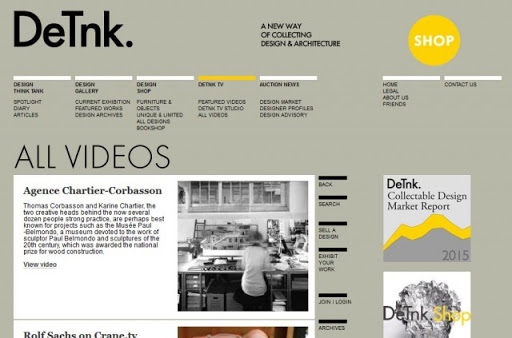 DeTnk.
A NEW WAY
OF COLLECTING
DESIGN & ARCHITECTURE
SHOP
DESIGN
THINK TANK
SPOTLIGHT
DIARY
ARTICLES
DESIGN
GALLERY
CURRENT EXHIBITION
FEATURED WORKS
DESIGN ARCHIVES
DESIGN
SHOP
FURNITURE &
OBJECTS
UNIQUE & LIMITED
ALL DESIGNS
BOOKSHOP
DETNK TV
FEATURED VIDEOS
DETNK TV STUDIO
ALL VIDEOS
AUCTION NEWS
DESIGN MARKET
DESIGNER PROFILES
DESIGN ADVISORY
HOME
LEGAL
ABOUT US
FRIENDS
CONTACT US
ALL VIDEOS
Agence Chartier-Corbasson
Thomas Corbasson and Karine Chartier, the
two creative heads behind the now several
dozen people strong practice, are perhaps best
known for projects such as the Musée Paul
-Belmondo, a museum devoted to the work of
sculptor Paul Belmondo and sculptures of the
20th century, which was awarded the national
prize for wood construction.
View video
Rolf Sachs on Crane.tv
BACK
SEARCH
SELL A
DESIGN
EXHIBIT
YOUR
WORK
JOIN \ LOGIN
ARCHIVES
DeTnk.
Collectable Design
Market Report
2015
DeTnk.Shop